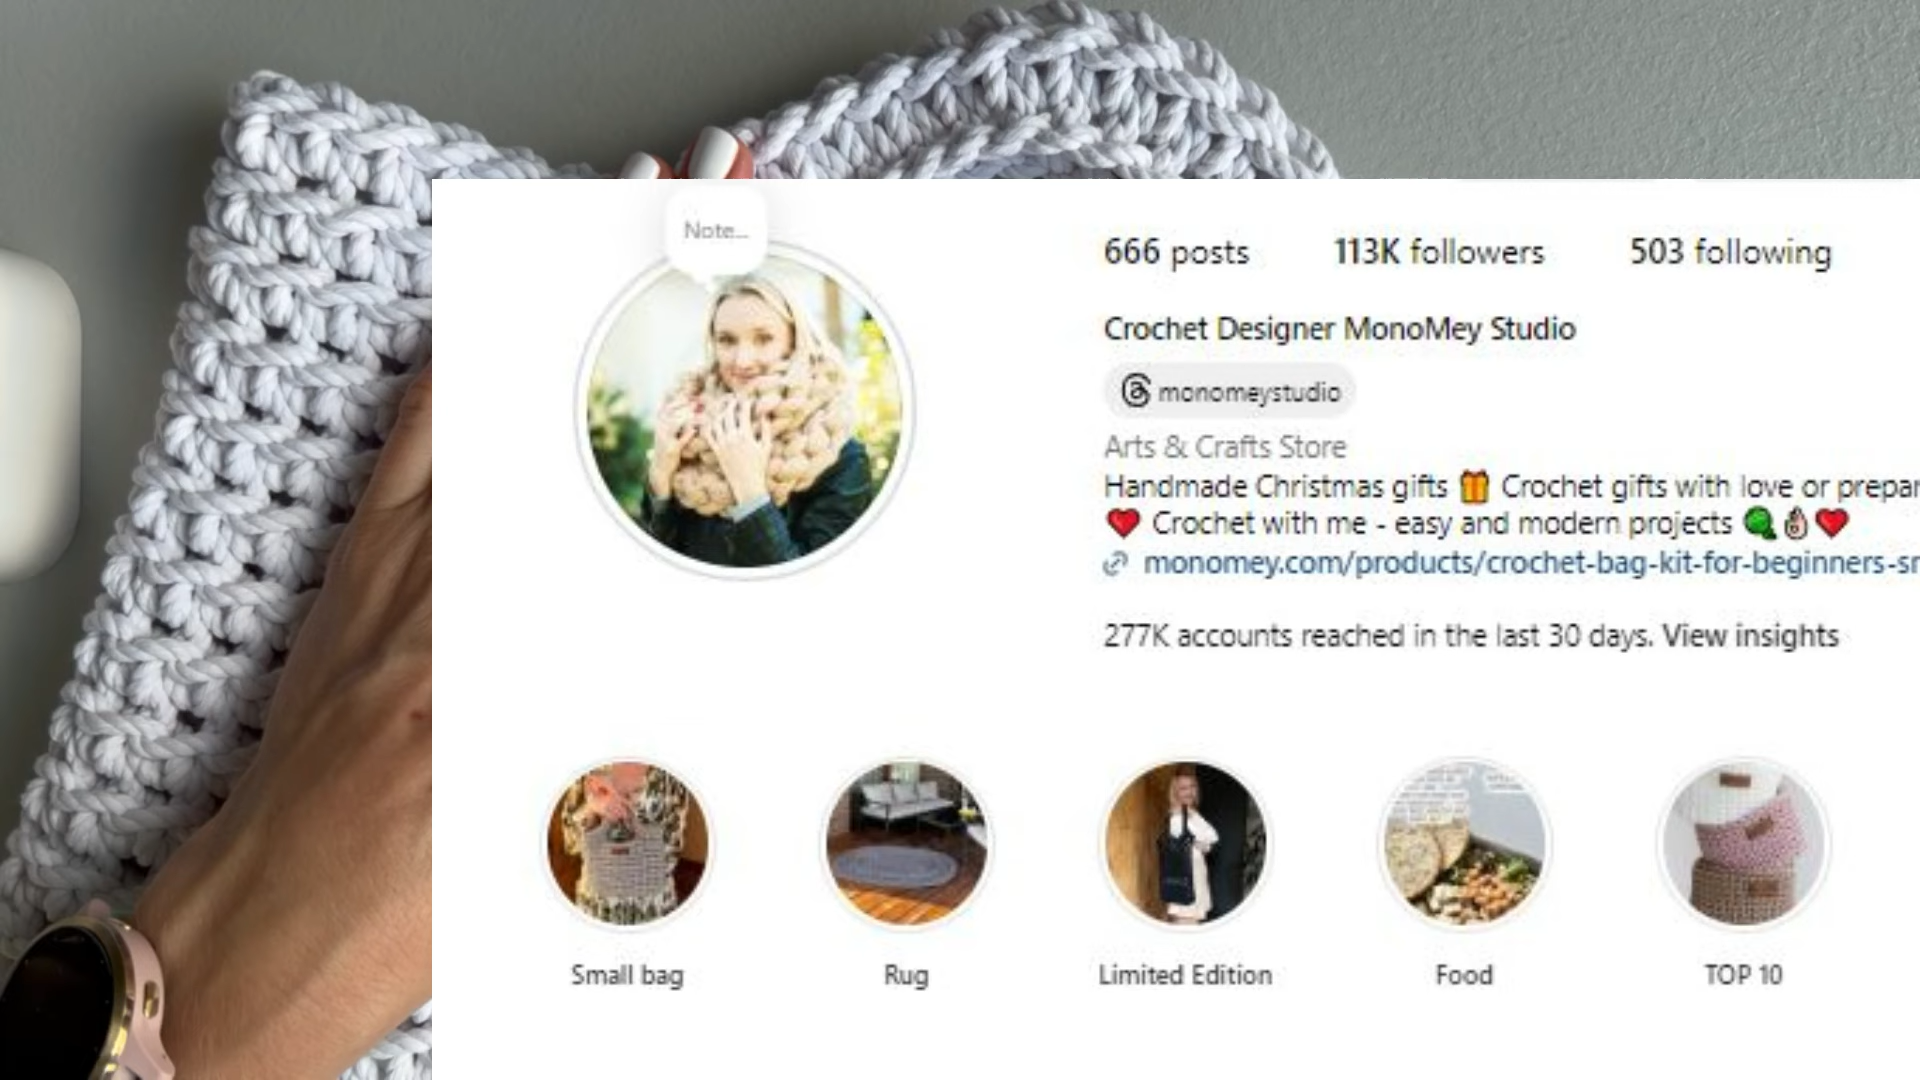 Note...
666 posts 113K followers 503 following
Crochet Designer MonoMey Studio
monomeystudio
Arts & Crafts Store
Handmade Christmas gifts 🎁 Crochet gifts with love or prepar
❤️ Crochet with me - easy and modern projects 🧶👌🏻❤️
monomey.com/products/crochet-bag-kit-for-beginners-sr
277K accounts reached in the last 30 days. View insights
Small bag Rug Limited Edition Food TOP 10